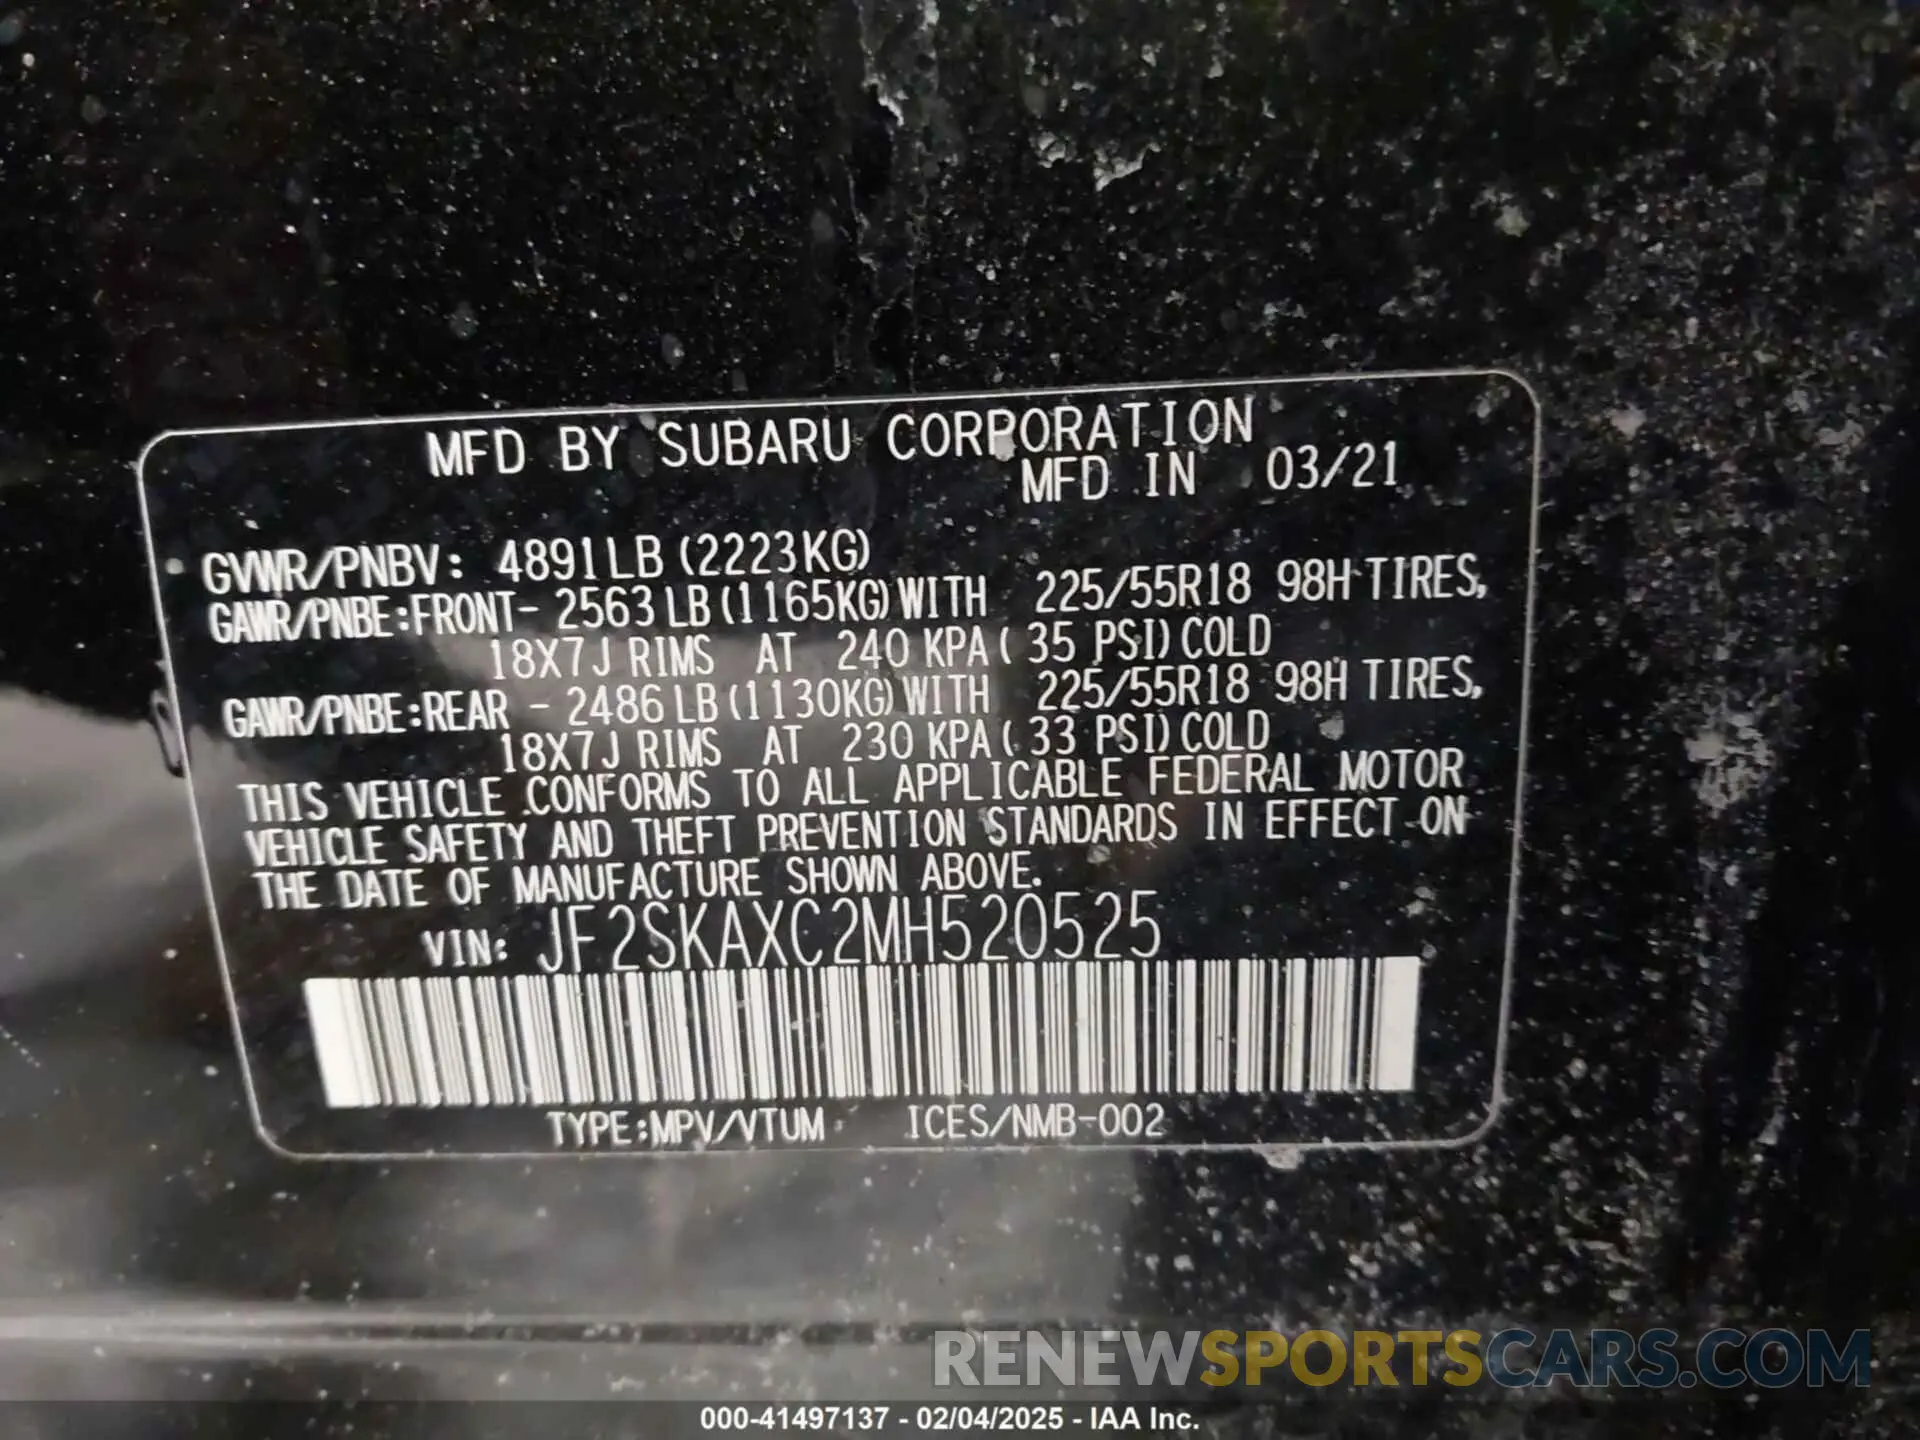 MFD BY SUBARU CORPORATION
MFD IN 03/21
GVWR/PNBV: 4891LB (2223KG)
GAWR/PNBE:FRONT- 2563 LB (1165KG) WITH 225/55R18 98H TIRES,
18X7J RIMS AT 240 KPA ( 35 PSI) COLD
GAWR/PNBE:REAR - 2486 LB (1130KG) WITH 225/55R18 98H TIRES,
18X7J RIMS AT 230 KPA ( 33 PSI) COLD
THIS VEHICLE CONFORMS TO ALL APPLICABLE FEDERAL MOTOR
VEHICLE SAFETY AND THEFT PREVENTION STANDARDS IN EFFECT ON
THE DATE OF MANUFACTURE SHOWN ABOVE.
VIN: JF2SKAXC2MH520525
TYPE:MPV/VTUM ICES/NMB-002
RENEWSPORTSCARS.COM
000-41497137 - 02/04/2025 - IAA Inc.